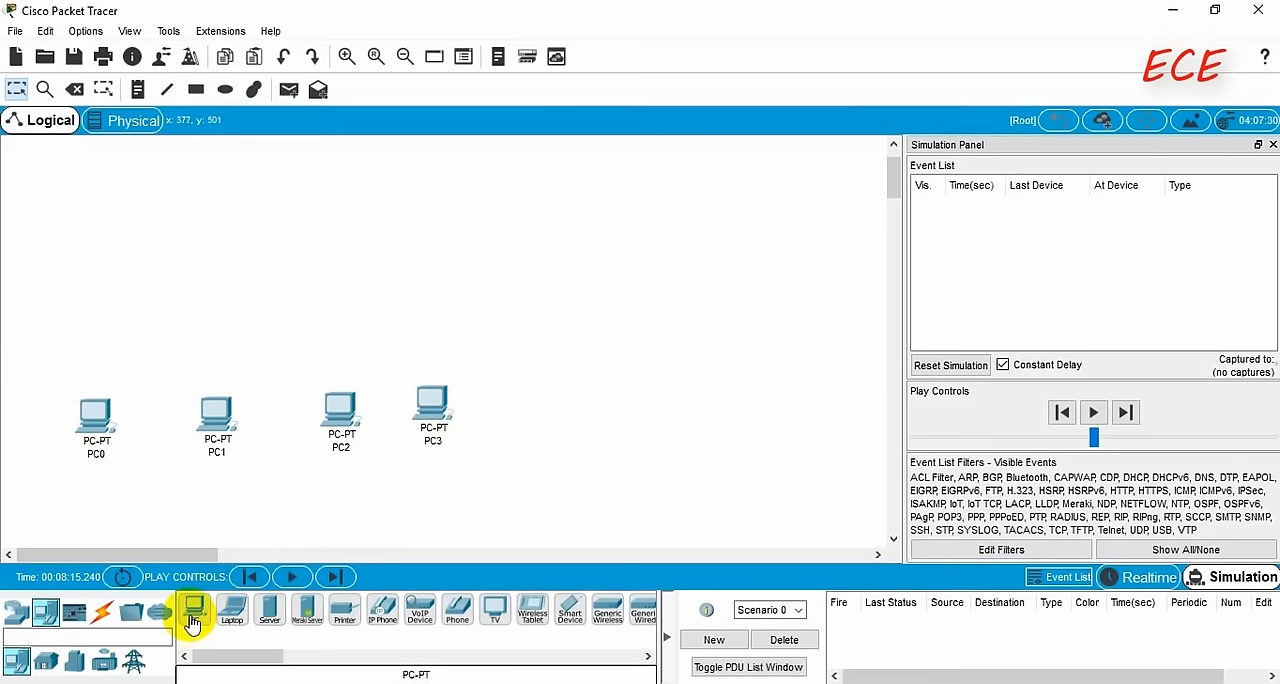 Cisco Packet Tracer
File Edit Options View Tools Extensions Help
ECE
?
Logical Physical x: 377, y: 501 [Root] 04:07:30
Simulation Panel
Event List
Vis. Time(sec) Last Device At Device Type
PC-PT
PC0
PC-PT
PC1
PC-PT
PC2
PC-PT
PC3
Reset Simulation Constant Delay Captured to:
(no captures)
Play Controls
Event List Filters - Visible Events
ACL Filter, ARP, BGP, Bluetooth, CAPWAP, CDP, DHCP, DHCPv6, DNS, DTP, EAPOL,
EIGRP, EIGRPv6, FTP, H.323, HSRP, HSRPv6, HTTP, HTTPS, ICMP, ICMPv6, IPSec,
ISAKMP, IoT, IoT TCP, LACP, LLDP, Meraki, NDP, NETFLOW, NTP, OSPF, OSPFv6,
PAgP, POP3, PPP, PPPoED, PTP, RADIUS, REP, RIP, RIPng, RTP, SCCP, SMTP, SNMP,
SSH, STP, SYSLOG, TACACS, TCP, TFTP, Telnet, UDP, USB, VTP
Edit Filters Show All/None
Time: 00:08:15.240 PLAY CONTROLS: Event List Realtime Simulation
Laptop Server Meraki Server Printer IP Phone VoIP Device Phone TV Wireless Tablet Smart Device Generic Wireless Generi Wired
PC-PT
Scenario 0
New Delete
Toggle PDU List Window
Fire Last Status Source Destination Type Color Time(sec) Periodic Num Edit